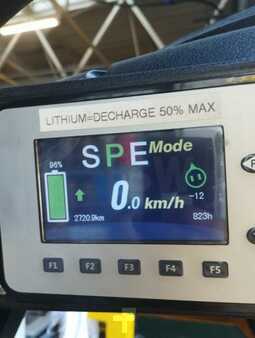 LITHIUM=DECHARGE 50% MAX
96%
SPE Mode
0.0 km/h
-12
2720.9km
823h
F1 F2 F3 F4 F5